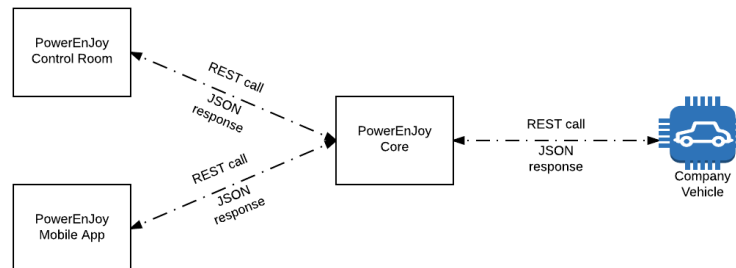 PowerEnJoy
Control Room
REST call
JSON
response
PowerEnJoy
Core
REST call
JSON
response
Company
Vehicle
REST call
JSON
response
PowerEnJoy
Mobile App